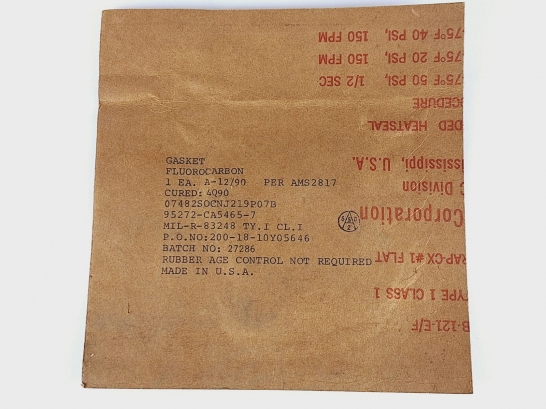 -75°F 40 PSI, 150 FPM
-75°F 20 PSI, 150 FPM
-75°F 50 PSI, 1/2 SEC
HEATSEAL
ississippi, U.S.A.
Division
Corporation
RAP-CX #1 FLAT
YPE 1 CLASS 1
B-121-E/F
GASKET
FLUOROCARBON
1 EA. A-12/90 PER AMS2817
CURED: 4Q90
07482SOCNJ219P07B
95272-CA5465-7
MIL-R-83248 TY.I CL.I
P.O.NO:200-18-10Y05646
BATCH NO: 27286
RUBBER AGE CONTROL NOT REQUIRED
MADE IN U.S.A.